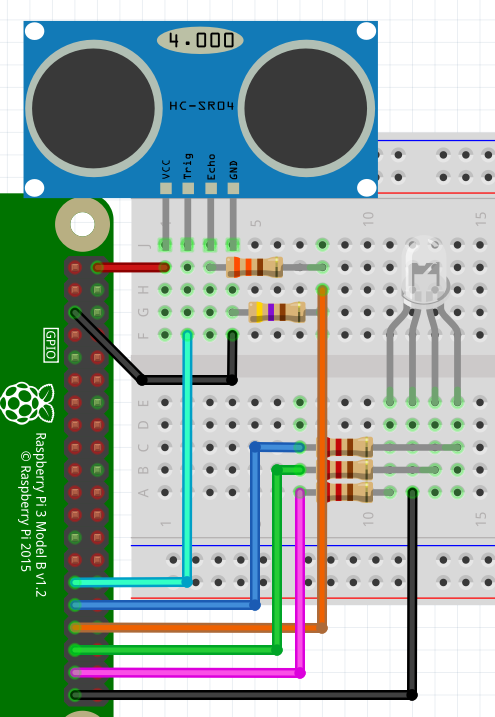 4.000
HC-SR04
VCC
Trig
Echo
GND
5
10
15
J
H
G
F
GPIO
E
D
C
B
A
1
10
15
Raspberry Pi 3 Model B v1.2
© Raspberry Pi 2015